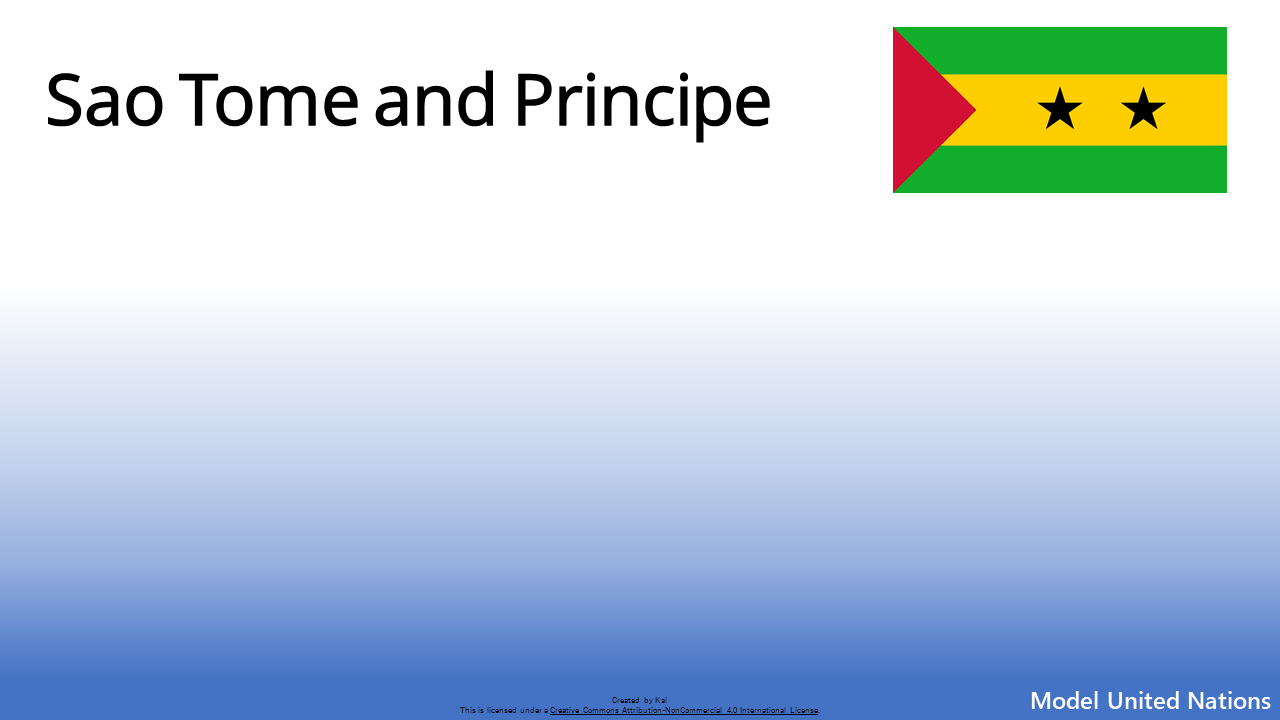 Sao Tome and Principe
Created by Kai
This is licensed under a Creative Commons Attribution-NonCommercial 4.0 International License.
Model United Nations